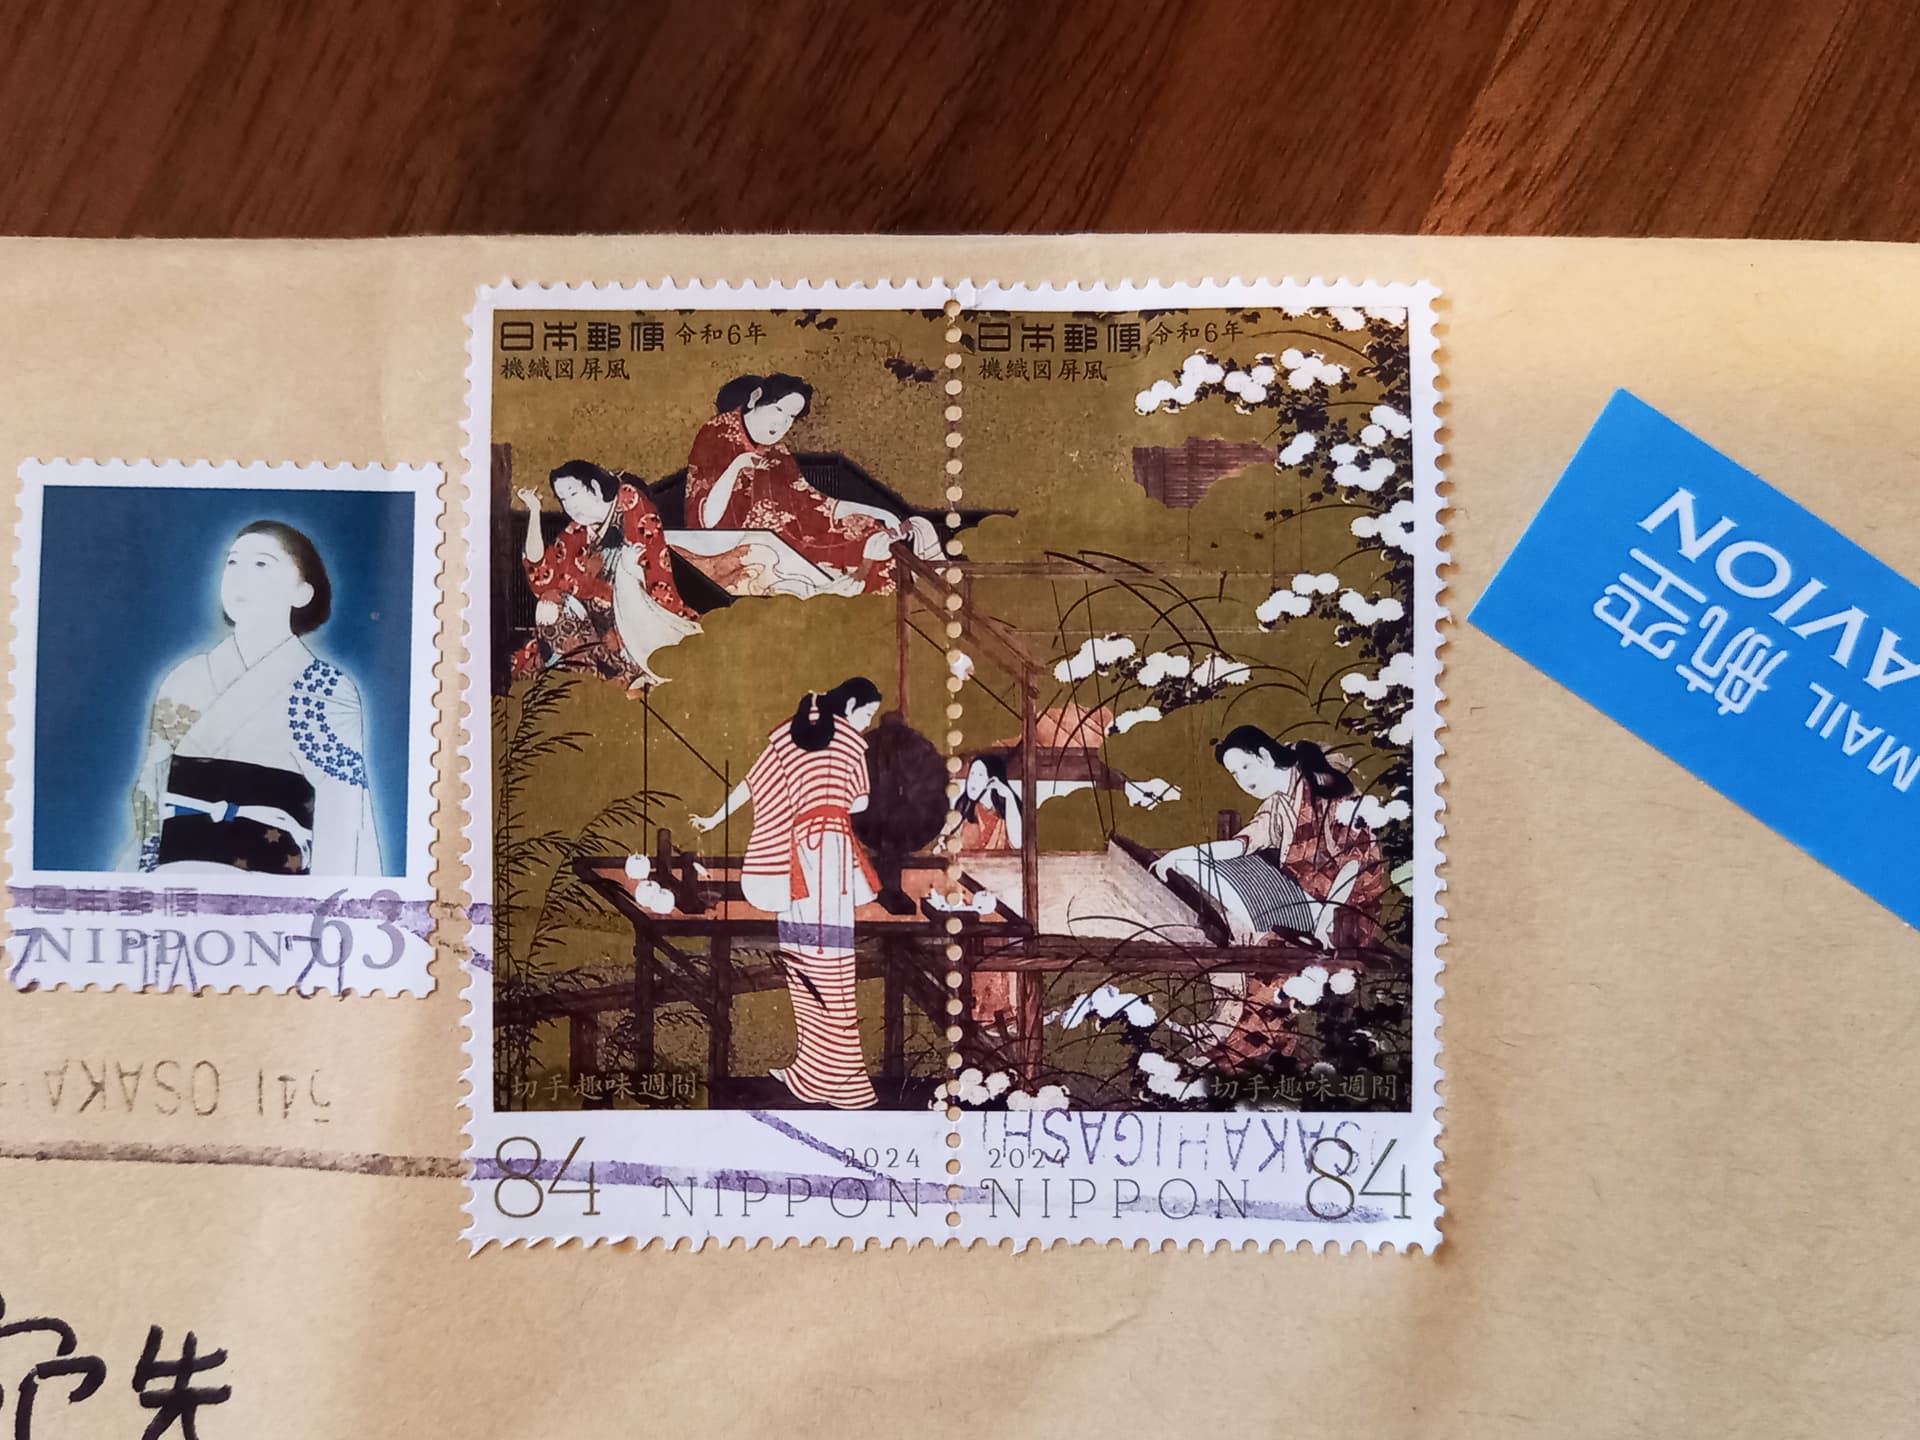 日本郵便 令和6年
機織図屏風
切手趣味週間
84 2024
NIPPON
日本郵便 令和6年
機織図屏風
切手趣味週間
2024 84
NIPPON
日本郵便
NIPPON 63
541 OSAKA
OSAKAHIGASHI
航空
MAIL
AVION
宛先